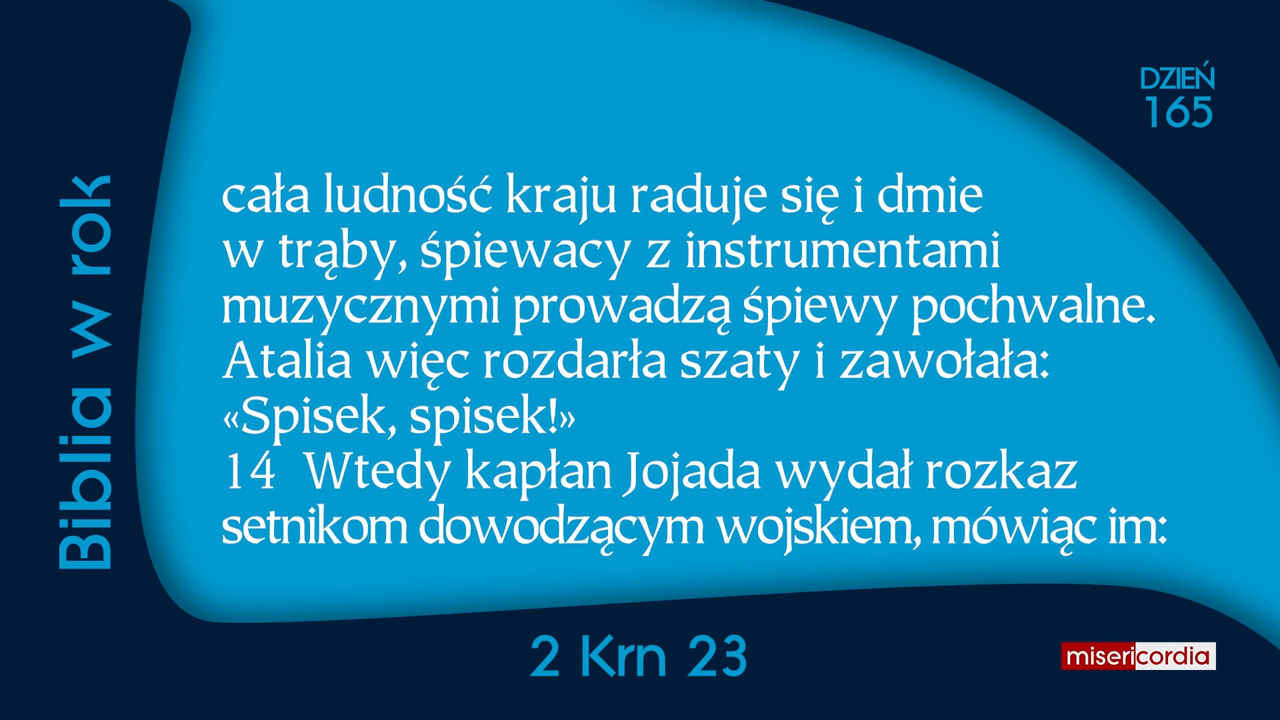 DZIEŃ
165
Biblia w rok
cała ludność kraju raduje się i dmie
w trąby, śpiewacy z instrumentami
muzycznymi prowadzą śpiewy pochwalne.
Atalia więc rozdarła szaty i zawołała:
«Spisek, spisek!»
14 Wtedy kapłan Jojada wydał rozkaz
setnikom dowodzącym wojskiem, mówiąc im:
2 Krn 23
misericordia